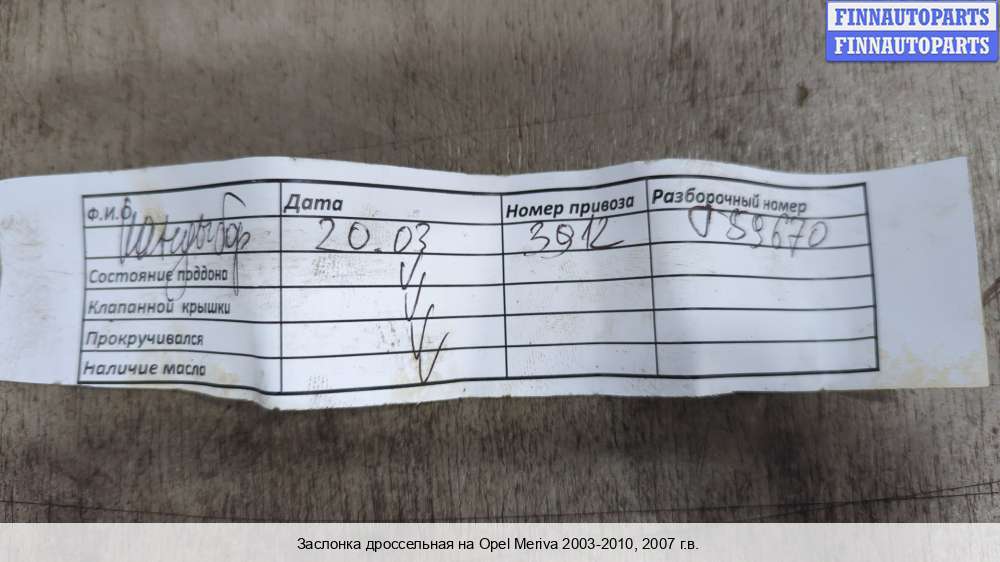 FINNAUTOPARTS
FINNAUTOPARTS
Ф.И.О Дата Номер привоза Разборочный номер
20.03 3912 59670
Состояние поддона
Клапанной крышки
Прокручивался
Наличие масла
Заслонка дроссельная на Opel Meriva 2003-2010, 2007 г.в.